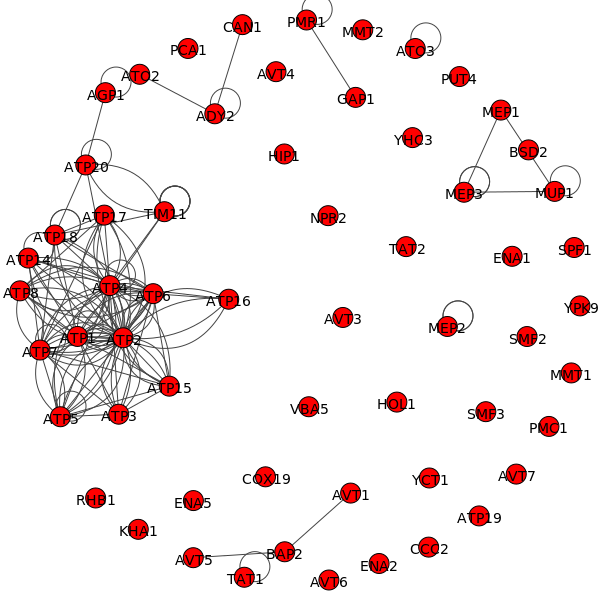 PMR1
CAN1
MMT2
PCA1
ATO3
ATO2
AVT4
PUT4
AGP1
GAP1
ADY2
MEP1
YHC3
BSD2
HIP1
ATP20
MEP3
MUP1
ATP17
TIM11
NPR2
ATP18
TAT2
SPF1
ATP14
ENA1
ATP4
ATP8
ATP6
ATP16
YPK9
AVT3
MEP2
ATP1
ATP2
SMF2
ATP7
MMT1
ATP15
VBA5
HOL1
SMF3
ATP5
ATP3
PMC1
COX19
YCT1
AVT7
RHB1
ENA5
AVT1
ATP19
KHA1
CCC2
AVT5
BAP2
ENA2
TAT1
AVT6